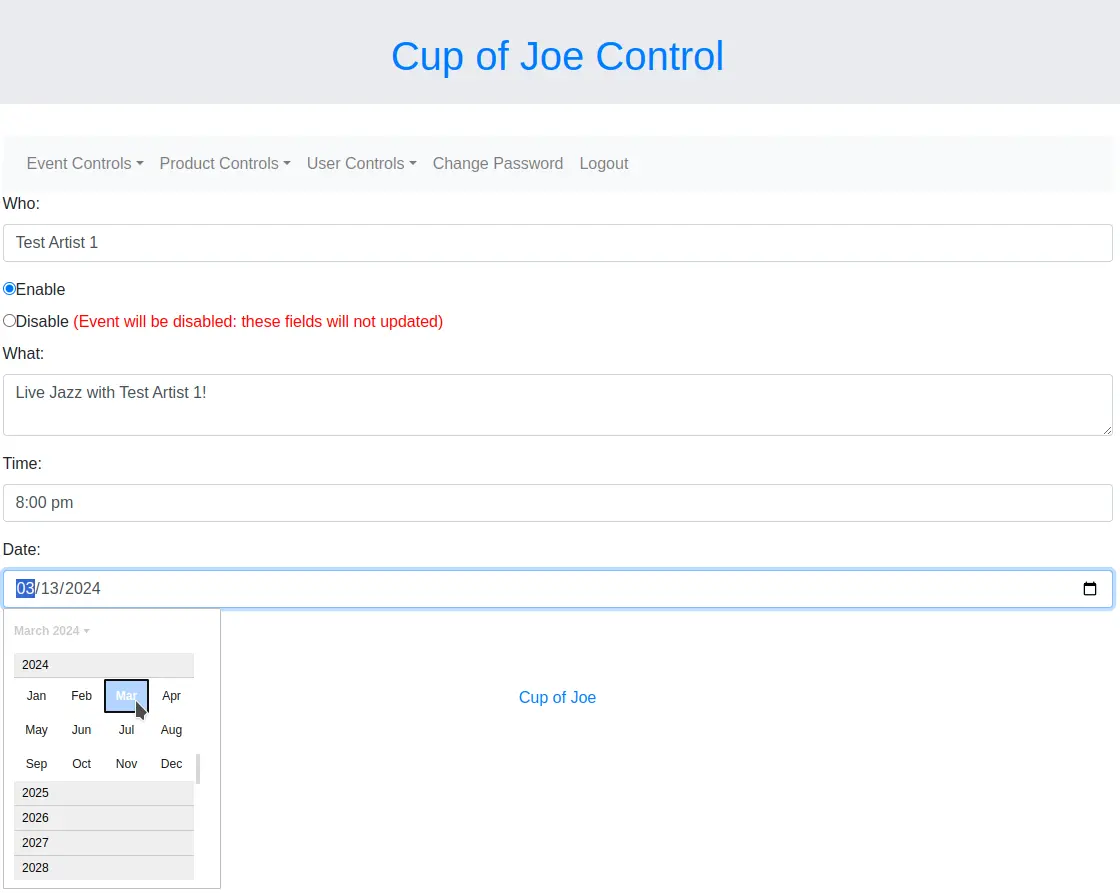 Cup of Joe Control
Event Controls Product Controls User Controls Change Password Logout
Who:
Test Artist 1
Enable
Disable (Event will be disabled: these fields will not updated)
What:
Live Jazz with Test Artist 1!
Time:
8:00 pm
Date:
03/13/2024
March 2024
2024
Jan Feb Mar Apr
Cup of Joe
May Jun Jul Aug
Sep Oct Nov Dec
2025
2026
2027
2028